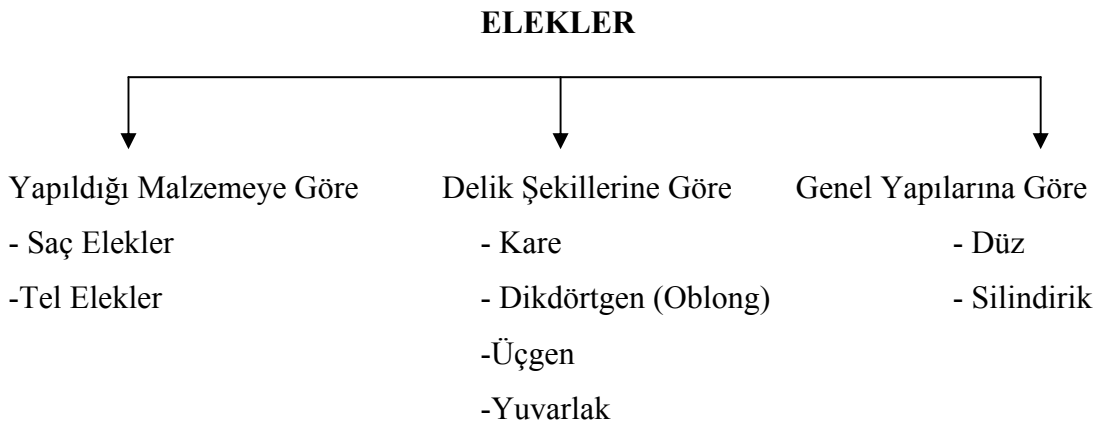 ELEKLER
Yapıldığı Malzemeye Göre Delik Şekillerine Göre Genel Yapılarına Göre
- Saç Elekler - Kare - Düz
-Tel Elekler - Dikdörtgen (Oblong) - Silindirik
-Üçgen
-Yuvarlak